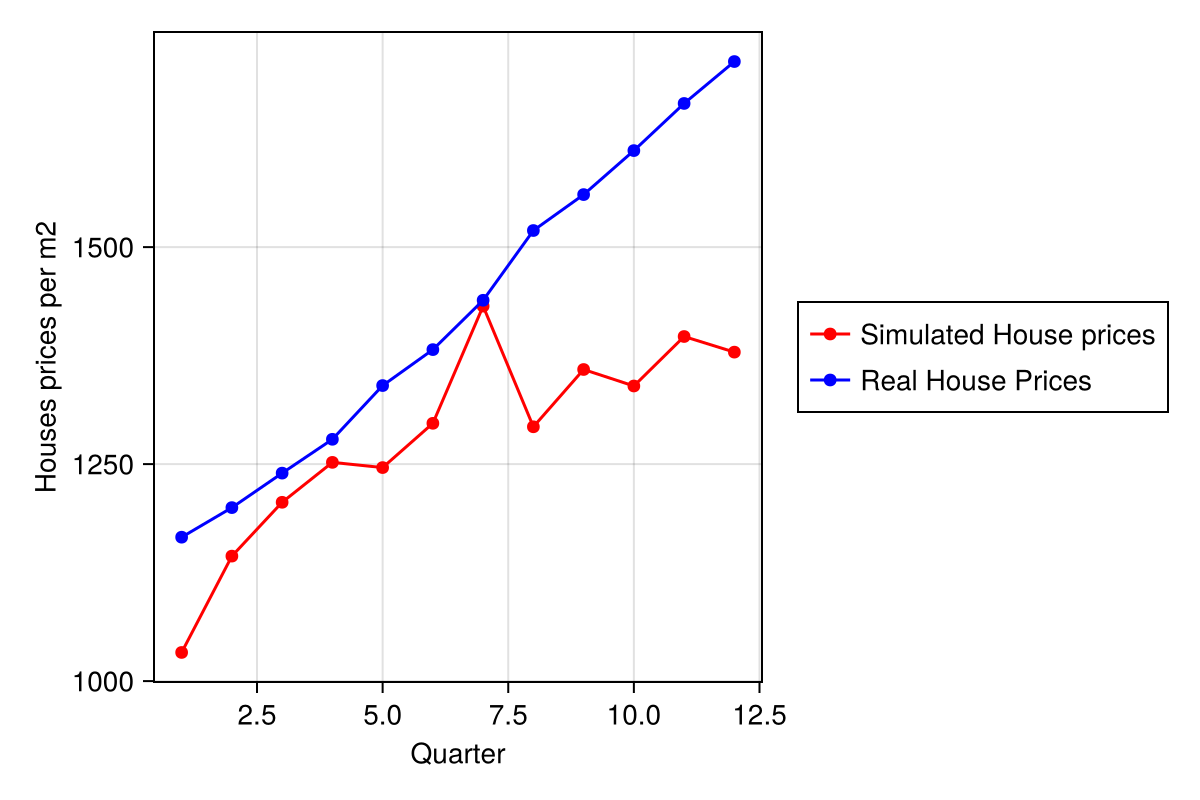 Houses prices per m2
1500
1250
1000
2.5 5.0 7.5 10.0 12.5
Quarter
Simulated House prices
Real House Prices